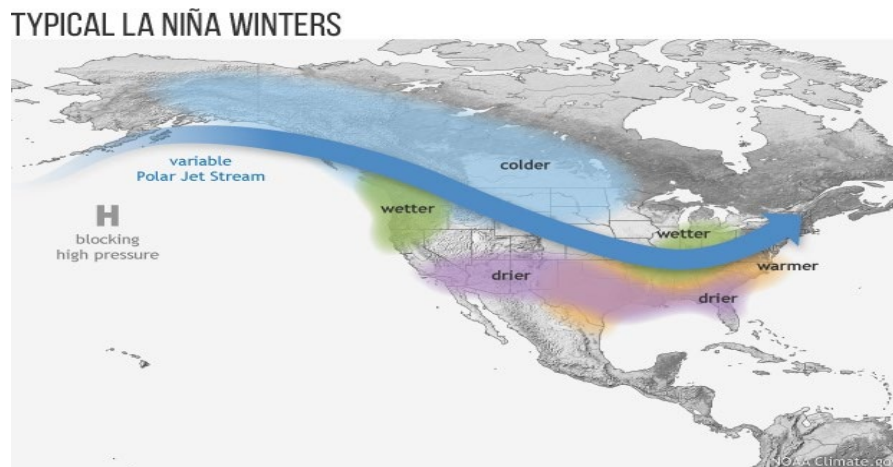 TYPICAL LA NIÑA WINTERS
variable
Polar Jet Stream
colder
H
blocking
high pressure
wetter
wetter
warmer
drier
drier
NOAA Climate.go